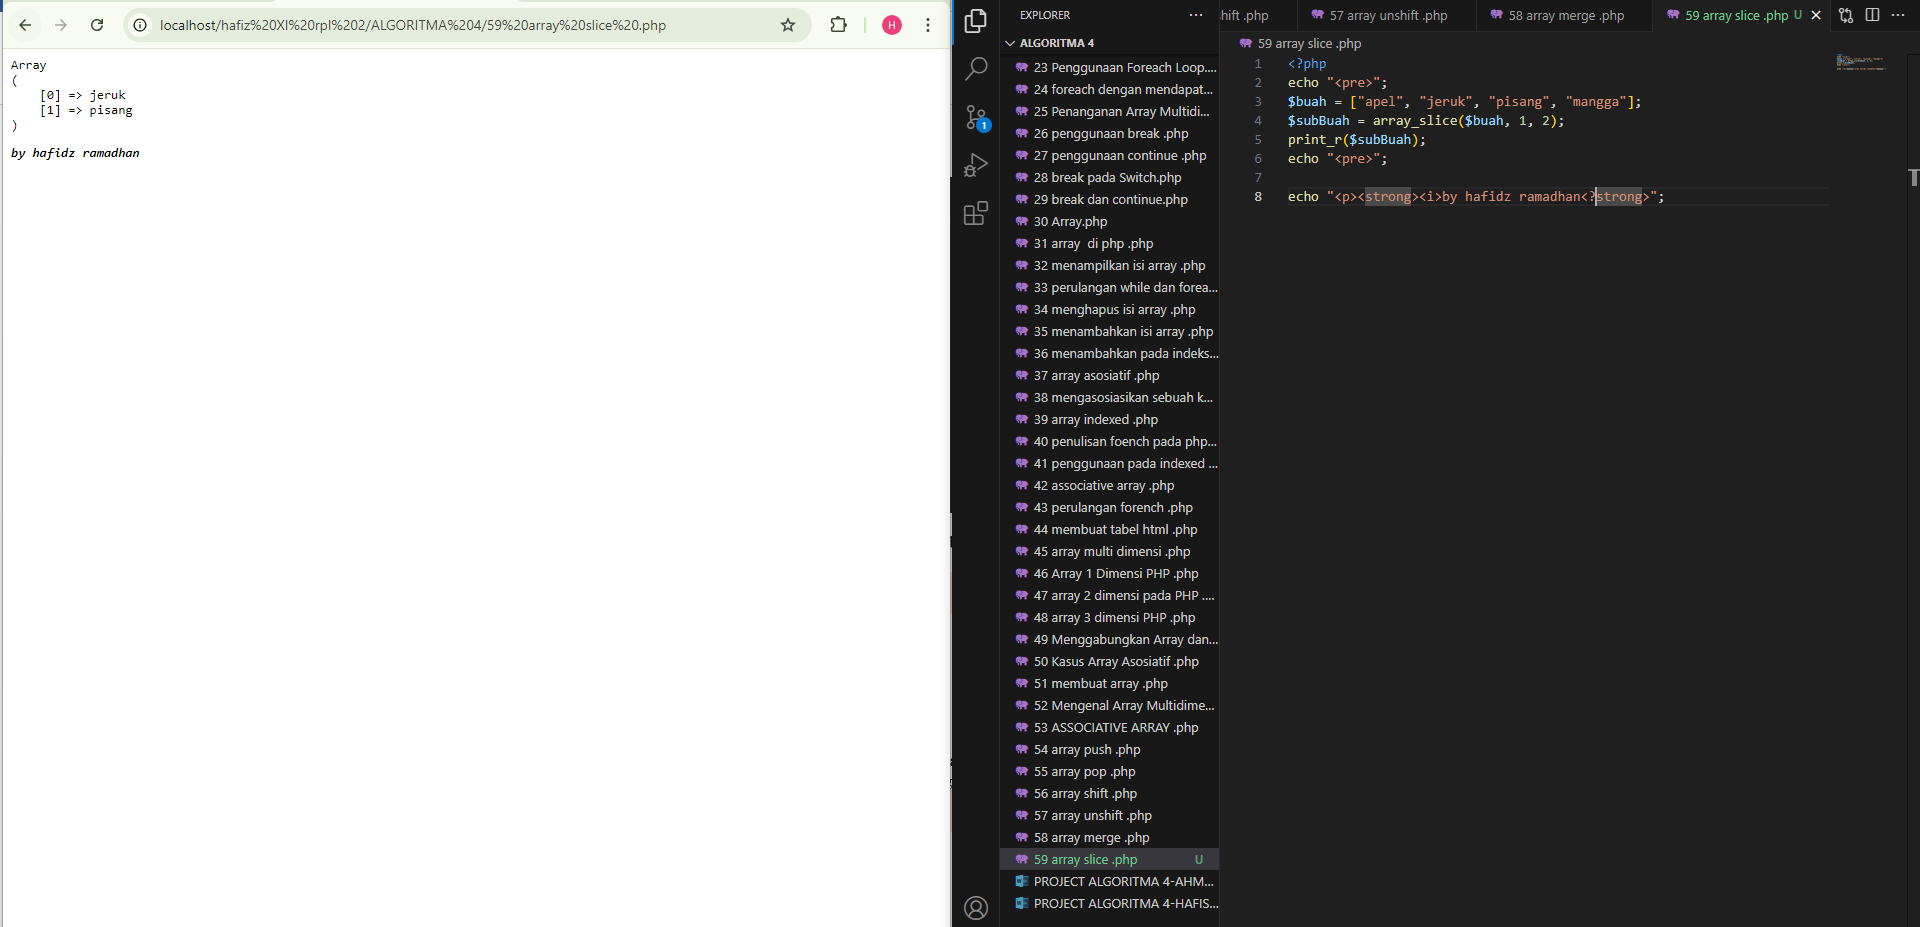 localhost/hafiz%20XI%20rpl%202/ALGORITMA%204/59%20array%20slice%20.php
H
Array
(
    [0] => jeruk
    [1] => pisang
)
by hafidz ramadhan
EXPLORER
ALGORITMA 4
23 Penggunaan Foreach Loop....
24 foreach dengan mendapat...
25 Penanganan Array Multidi...
26 penggunaan break .php
27 penggunaan continue .php
28 break pada Switch.php
29 break dan continue.php
30 Array.php
31 array  di php .php
32 menampilkan isi array .php
33 perulangan while dan forea...
34 menghapus isi array .php
35 menambahkan isi array .php
36 menambahkan pada indeks...
37 array asosiatif .php
38 mengasosiasikan sebuah k...
39 array indexed .php
40 penulisan foench pada php...
41 penggunaan pada indexed ...
42 associative array .php
43 perulangan forench .php
44 membuat tabel html .php
45 array multi dimensi .php
46 Array 1 Dimensi PHP .php
47 array 2 dimensi pada PHP ....
48 array 3 dimensi PHP .php
49 Menggabungkan Array dan...
50 Kasus Array Asosiatif .php
51 membuat array .php
52 Mengenal Array Multidime...
53 ASSOCIATIVE ARRAY .php
54 array push .php
55 array pop .php
56 array shift .php
57 array unshift .php
58 array merge .php
59 array slice .php U
PROJECT ALGORITMA 4-AHM...
PROJECT ALGORITMA 4-HAFIS...
1
hift .php
57 array unshift .php
58 array merge .php
59 array slice .php U
59 array slice .php
1 <?php
2 echo "<pre>";
3 $buah = ["apel", "jeruk", "pisang", "mangga"];
4 $subBuah = array_slice($buah, 1, 2);
5 print_r($subBuah);
6 echo "<pre>";
7
8 echo "<p><strong><i>by hafidz ramadhan<?strong>";